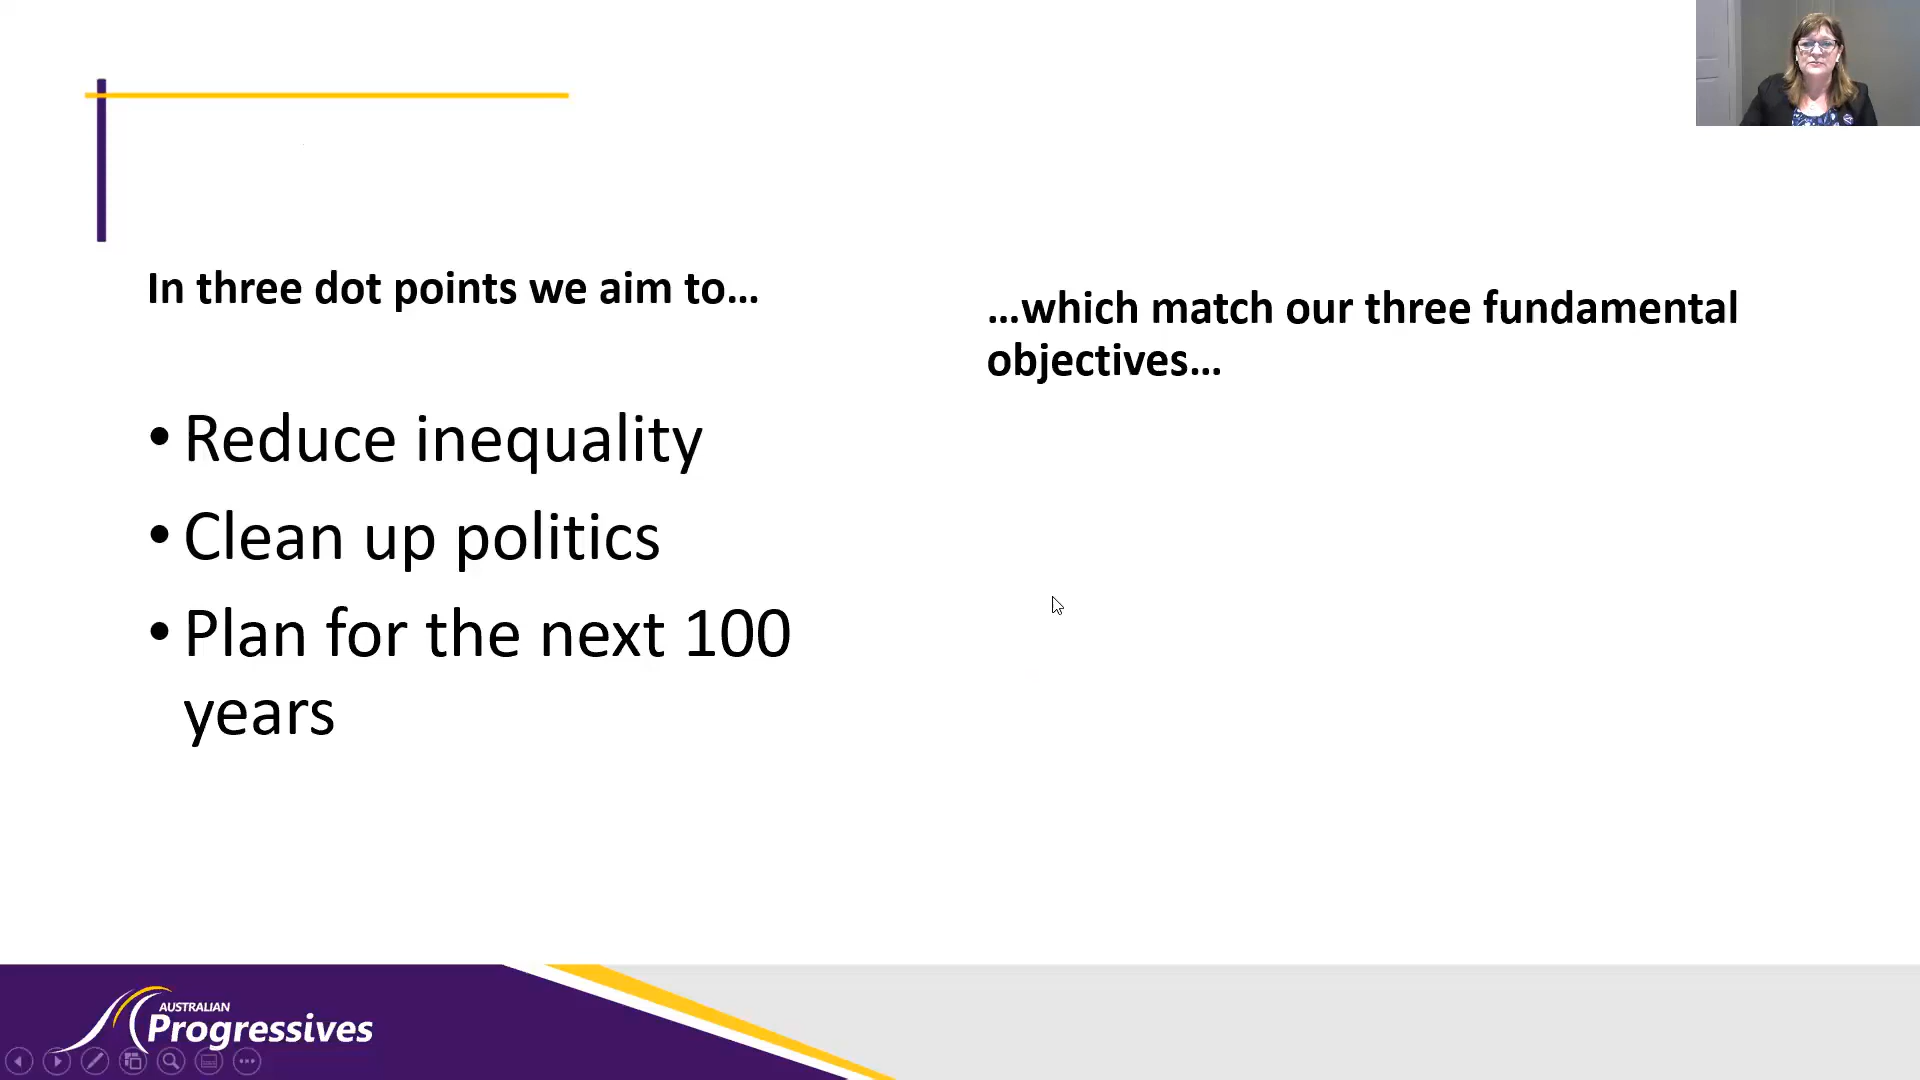 In three dot points we aim to...
• Reduce inequality
• Clean up politics
• Plan for the next 100
years
...which match our three fundamental
objectives...
AUSTRALIAN
Progressives